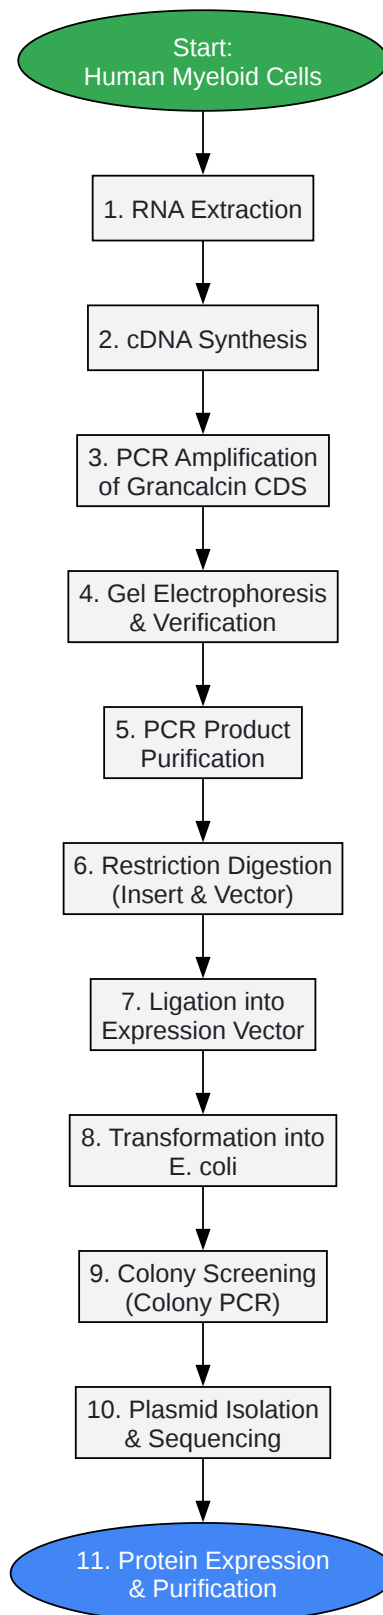 Start:
Human Myeloid Cells
1. RNA Extraction
2. cDNA Synthesis
3. PCR Amplification
of Grancalcin CDS
4. Gel Electrophoresis
& Verification
5. PCR Product
Purification
6. Restriction Digestion
(Insert & Vector)
7. Ligation into
Expression Vector
8. Transformation into
E. coli
9. Colony Screening
(Colony PCR)
10. Plasmid Isolation
& Sequencing
11. Protein Expression
& Purification